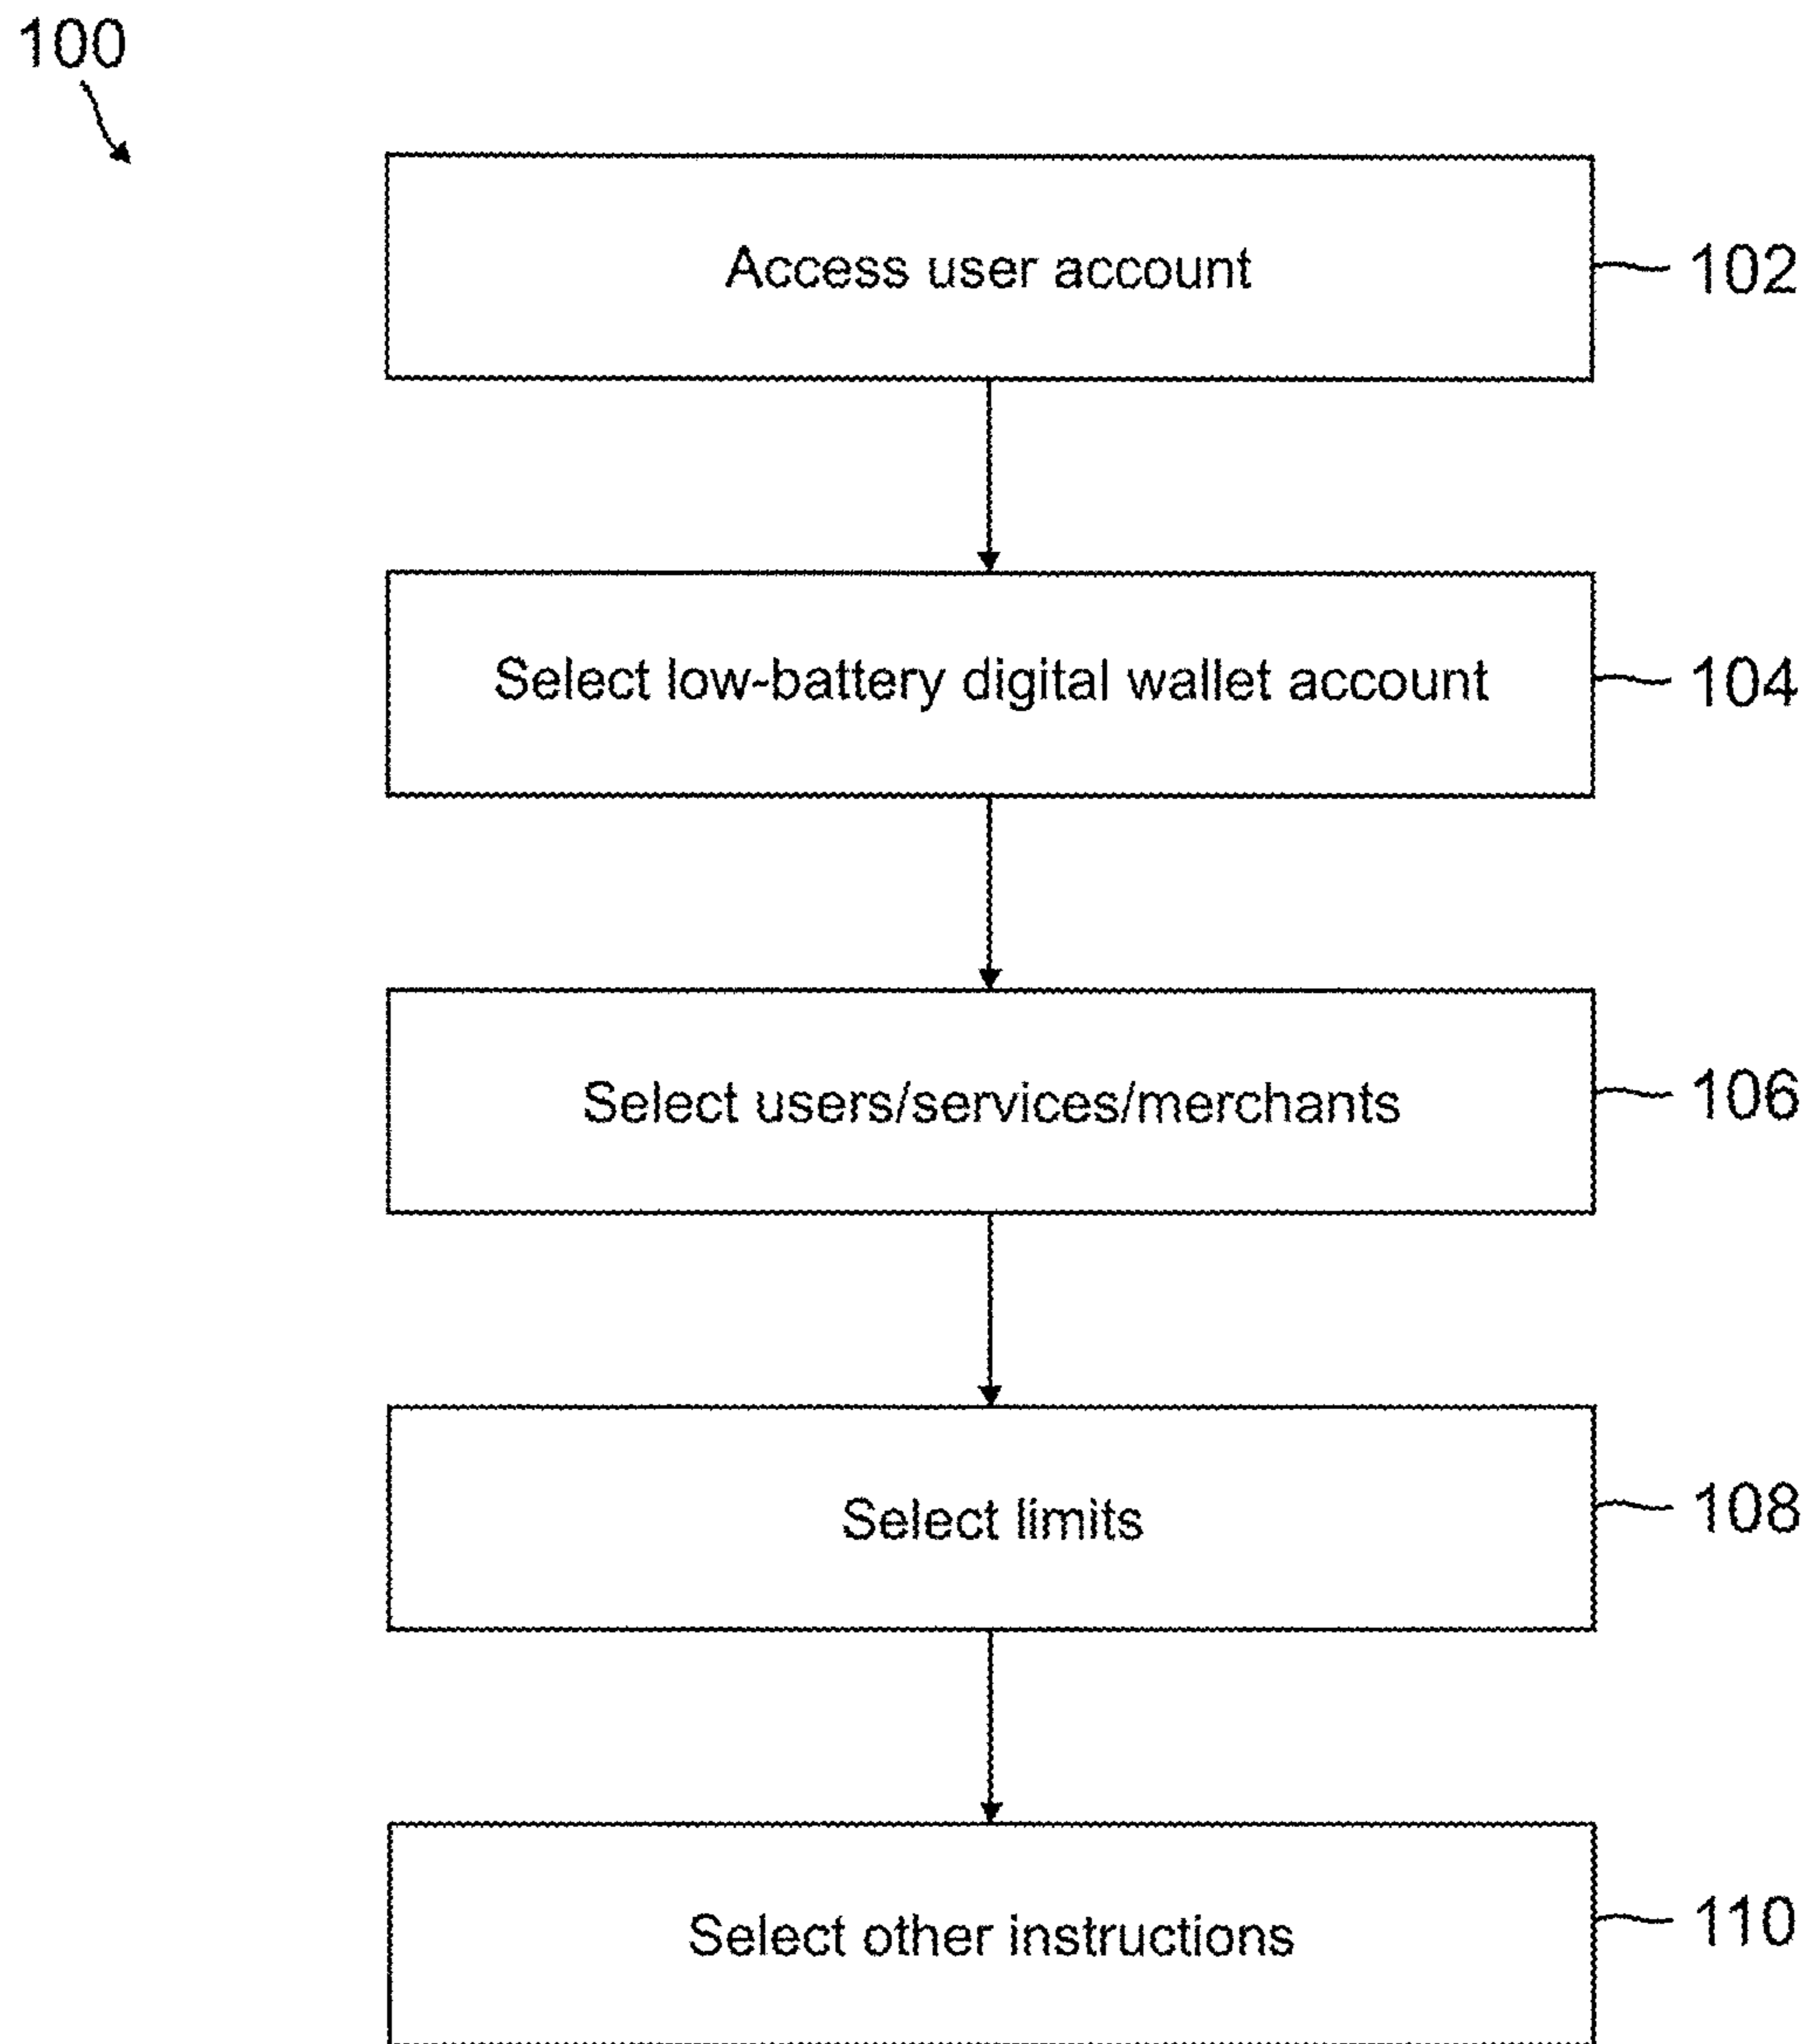 100
Access user account
102
Select low-battery digital wallet account
104
Select users/services/merchants
106
Select limits
108
Select other instructions
110